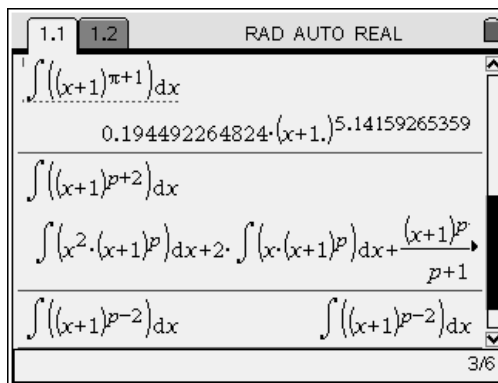 1.1 1.2 RAD AUTO REAL
∫((x+1)^π+1)dx
0.194492264824·(x+1.)^5.14159265359
∫((x+1)^p+2)dx
∫(x²·(x+1)^p)dx+2·∫(x·(x+1)^p)dx+(x+1)^p/p+1
∫((x+1)^p−2)dx ∫((x+1)^p−2)dx
3/6